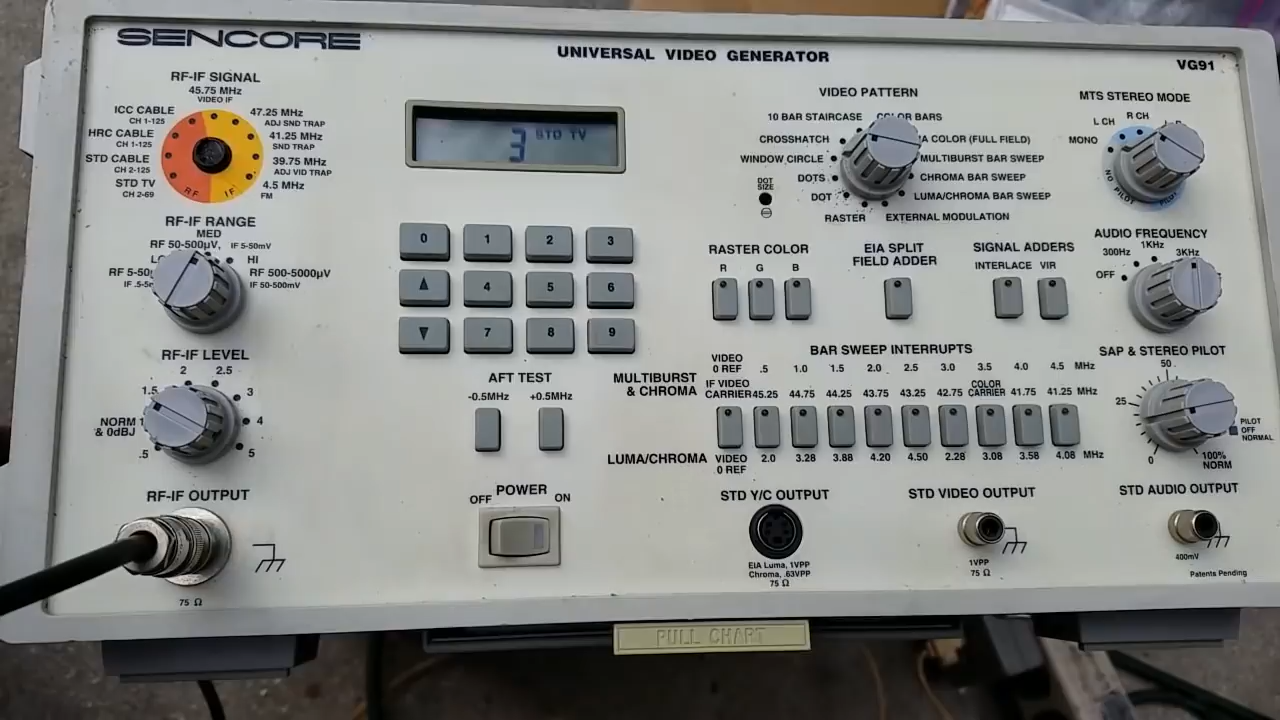 SENCORE
UNIVERSAL VIDEO GENERATOR
VG91
RF-IF SIGNAL
45.75 MHz
VIDEO IF
ICC CABLE
CH 1-125
HRC CABLE
CH 1-125
STD CABLE
CH 2-125
STD TV
CH 2-69
47.25 MHz
ADJ SND TRAP
41.25 MHz
SND TRAP
39.75 MHz
ADJ VID TRAP
4.5 MHz
FM
RF
IF
3 STD TV
VIDEO PATTERN
10 BAR STAIRCASE
COLOR BARS
CROSSHATCH
COLOR (FULL FIELD)
WINDOW CIRCLE
MULTIBURST BAR SWEEP
DOTS
CHROMA BAR SWEEP
DOT
LUMA/CHROMA BAR SWEEP
RASTER
EXTERNAL MODULATION
DOT
SIZE
MTS STEREO MODE
MONO
L CH
R CH
NO PILOT
PILOT
RF-IF RANGE
MED
RF 50-500µV,
IF 5-50mV
HI
RF 5-50
RF 500-5000µV
IF 50-500mV
0 1 2 3
▲ 4 5 6
▼ 7 8 9
RASTER COLOR
R G B
EIA SPLIT
FIELD ADDER
SIGNAL ADDERS
INTERLACE VIR
AUDIO FREQUENCY
OFF
300Hz
1KHz
3KHz
RF-IF LEVEL
.5
NORM 1
& 0dBJ
1.5
2
2.5
3
4
5
AFT TEST
-0.5MHz +0.5MHz
BAR SWEEP INTERRUPTS
MULTIBURST
& CHROMA
VIDEO
0 REF
.5 1.0 1.5 2.0 2.5 3.0 3.5 4.0 4.5 MHz
IF VIDEO
CARRIER
45.25 44.75 44.25 43.75 43.25 42.75
COLOR
CARRIER
41.75 41.25 MHz
LUMA/CHROMA
VIDEO
0 REF
2.0 3.28 3.88 4.20 4.50 2.28 3.08 3.58 4.08 MHz
SAP & STEREO PILOT
0
25
50
100%
NORM
PILOT
OFF
NORMAL
RF-IF OUTPUT
75 Ω
POWER
OFF ON
STD Y/C OUTPUT
EIA Luma, 1VPP
Chroma, .63VPP
75 Ω
STD VIDEO OUTPUT
1VPP
75 Ω
STD AUDIO OUTPUT
400mV
Patents Pending
PULL CHART